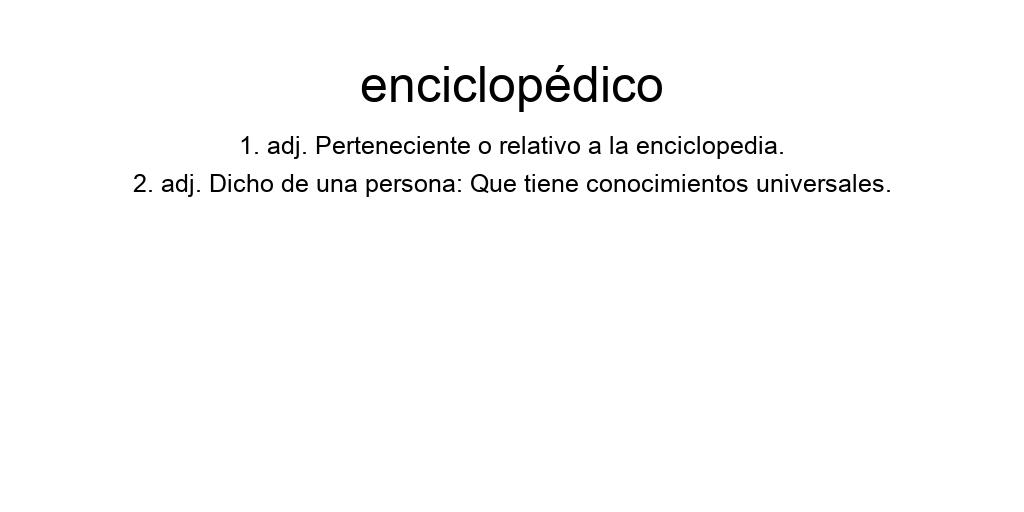 enciclopédico
1. adj. Perteneciente o relativo a la enciclopedia.
2. adj. Dicho de una persona: Que tiene conocimientos universales.